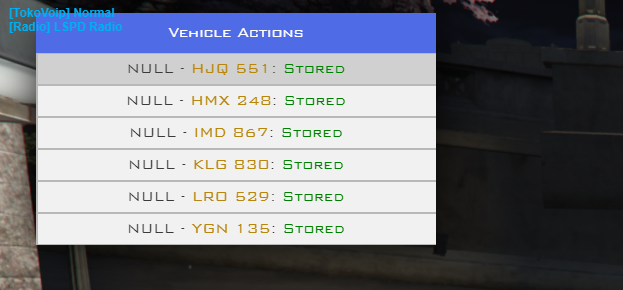 [TokoVoip] Normal
[Radio] LSPD Radio
Vehicle Actions
NULL - HJQ 551: Stored
NULL - HMX 248: Stored
NULL - IMD 867: Stored
NULL - KLG 830: Stored
NULL - LRO 529: Stored
NULL - YGN 135: Stored